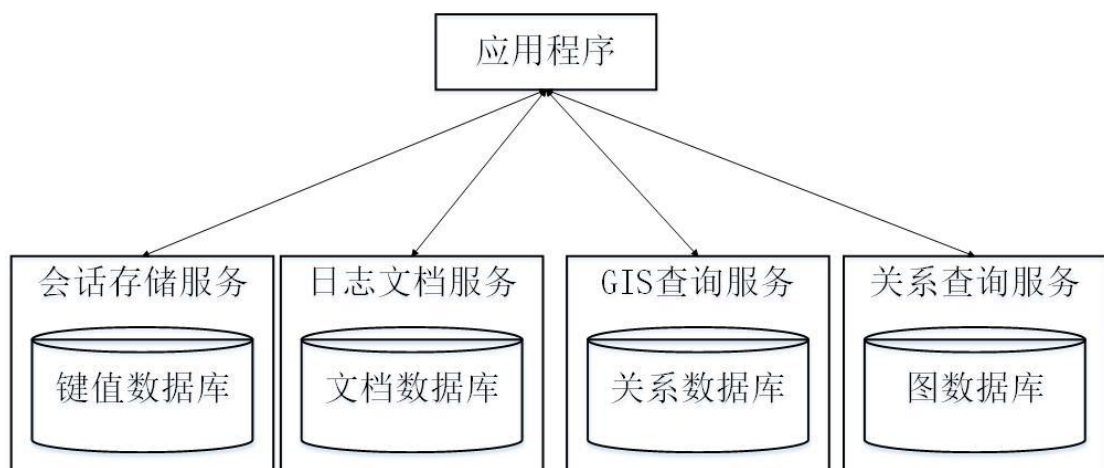 应用程序
会话存储服务
日志文档服务
GIS查询服务
关系查询服务
键值数据库
文档数据库
关系数据库
图数据库